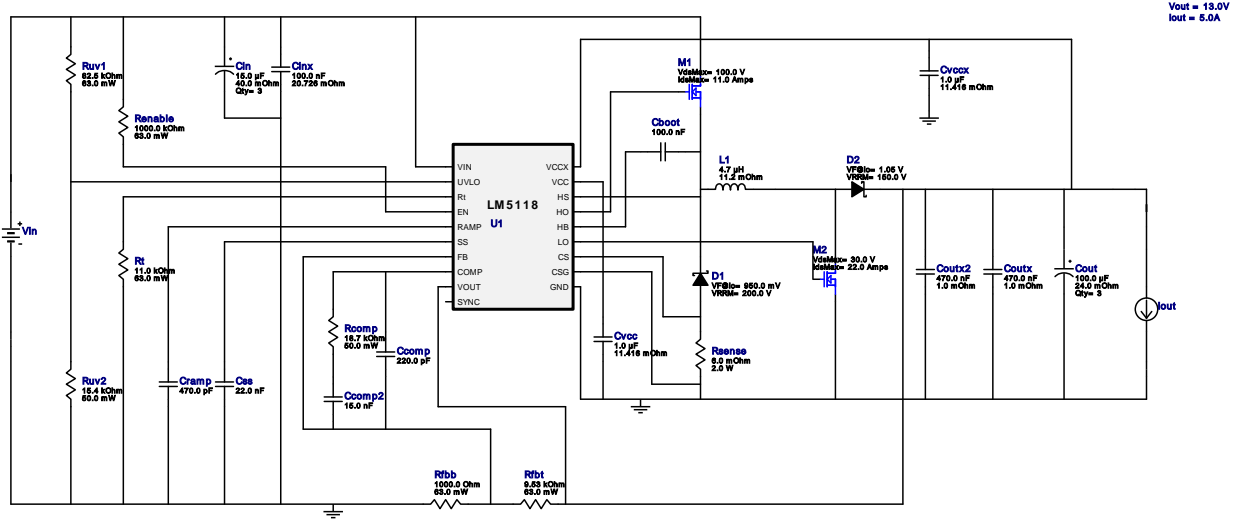 Vout = 13.0V
Iout = 5.0A
Ruv1
62.5 kOhm
63.0 mW
Renable
1000.0 kOhm
63.0 mW
Cin
15.0 µF
40.0 mOhm
Qty= 3
Cinx
100.0 nF
20.726 mOhm
M1
VdsMax= 100.0 V
IdsMax= 11.0 Amps
Cvccx
1.0 µF
11.416 mOhm
Cboot
100.0 nF
L1
4.7 µH
11.2 mOhm
D2
VF@Io= 1.05 V
VRRM= 150.0 V
VIN
UVLO
Rt
EN
RAMP
SS
FB
COMP
VOUT
SYNC
LM5118
U1
VCCX
VCC
HS
HO
HB
LO
CS
CSG
GND
Vin
Rt
11.0 kOhm
63.0 mW
M2
VdsMax= 30.0 V
IdsMax= 22.0 Amps
D1
VF@Io= 950.0 mV
VRRM= 200.0 V
Coutx2
470.0 nF
1.0 mOhm
Coutx
470.0 nF
1.0 mOhm
Cout
100.0 µF
24.0 mOhm
Qty= 3
Iout
Rcomp
18.7 kOhm
50.0 mW
Ccomp
220.0 pF
Cvcc
1.0 µF
11.416 mOhm
Rsense
6.0 mOhm
2.0 W
Ruv2
15.4 kOhm
50.0 mW
Cramp
470.0 pF
Css
22.0 nF
Ccomp2
15.0 nF
Rfbb
1000.0 Ohm
63.0 mW
Rfbt
9.53 kOhm
63.0 mW